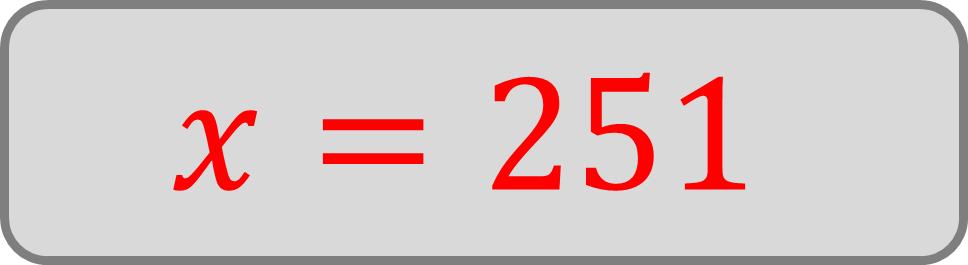 x = 251